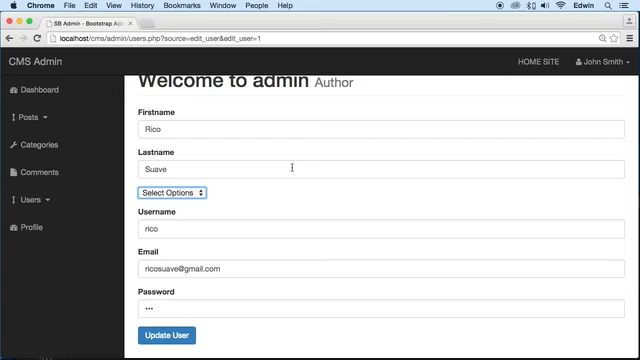 Chrome File Edit View History Bookmarks Window People Help Edwin
SB Admin - Bootstrap Adm
Edwin
localhost/cms/admin/users.php?source=edit_user&edit_user=1
CMS Admin HOME SITE John Smith
Welcome to admin Author
Dashboard
Posts
Categories
Comments
Users
Profile
Firstname
Rico
Lastname
Suave
Select Options
Username
rico
Email
ricosuave@gmail.com
Password
•••
Update User